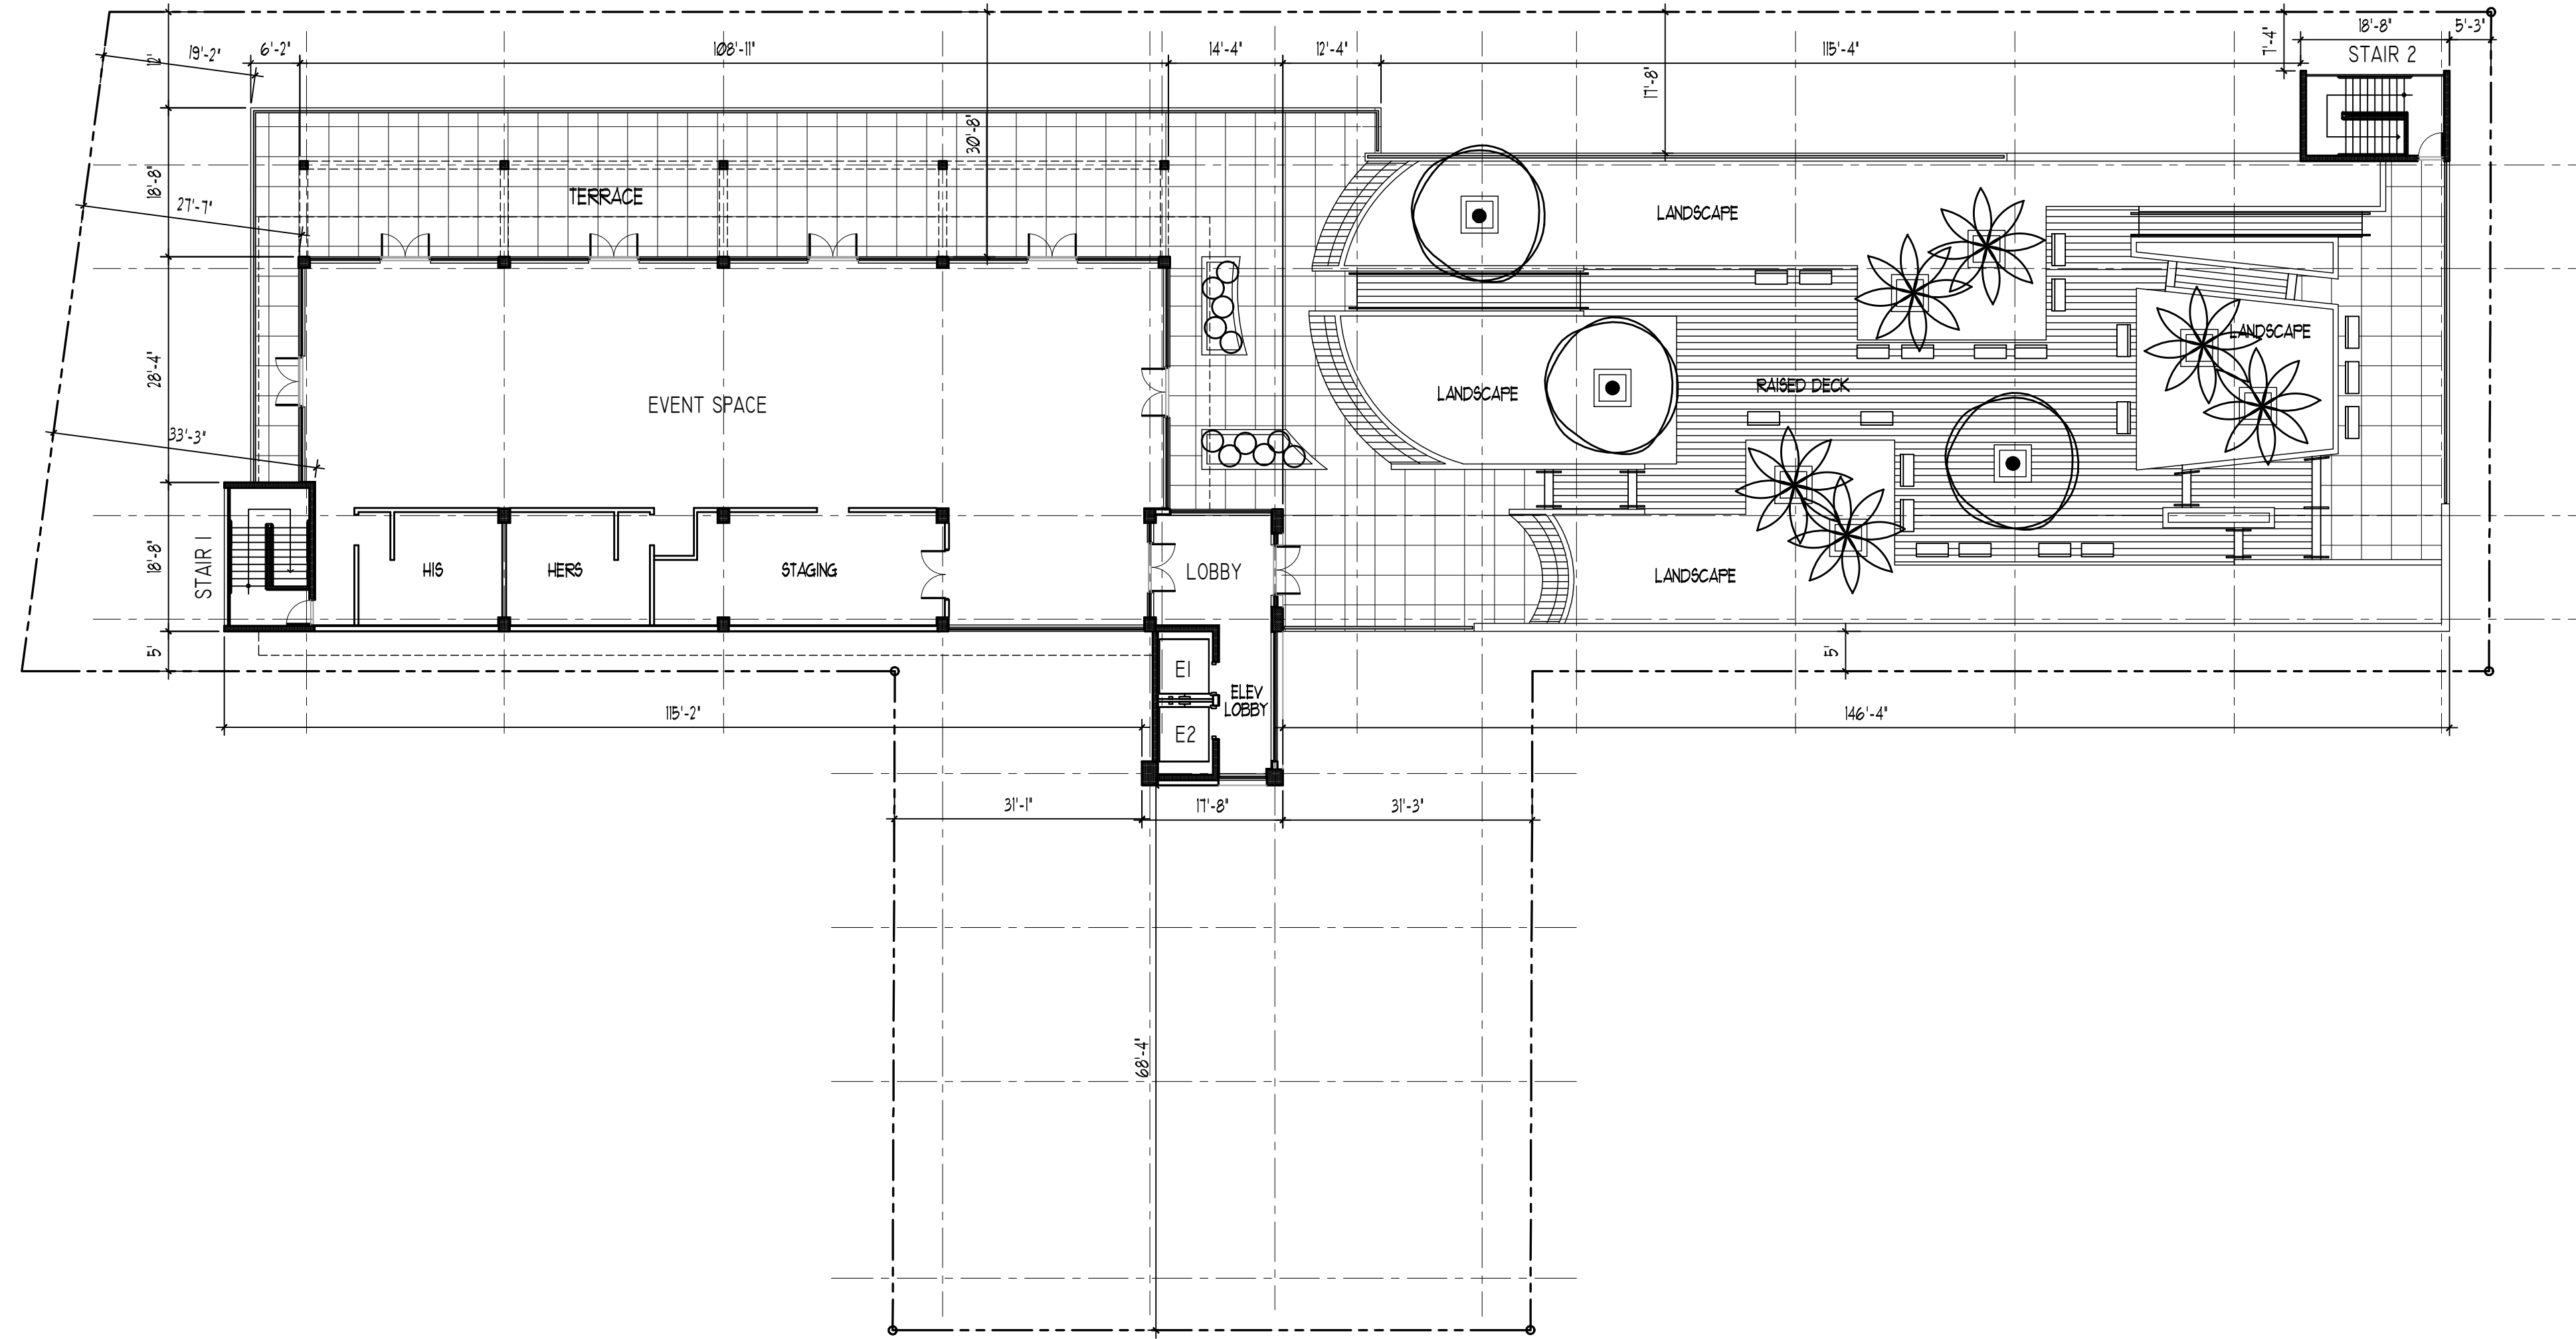 18'-8"
5'-3"
19'-2"
6'-2"
108'-11"
14'-4"
12'-4"
115'-4"
7'-4"
STAIR 2
12'
17'-8"
30'-8"
18'-8"
TERRACE
27'-7"
LANDSCAPE
LANDSCAPE
28'-4"
EVENT SPACE
LANDSCAPE
RAISED DECK
33'-3"
STAIR 1
18'-8"
HIS
HERS
STAGING
LOBBY
LANDSCAPE
5'
5'
E1
ELEV
LOBBY
E2
115'-2"
146'-4"
31'-1"
17'-8"
31'-3"
68'-4"